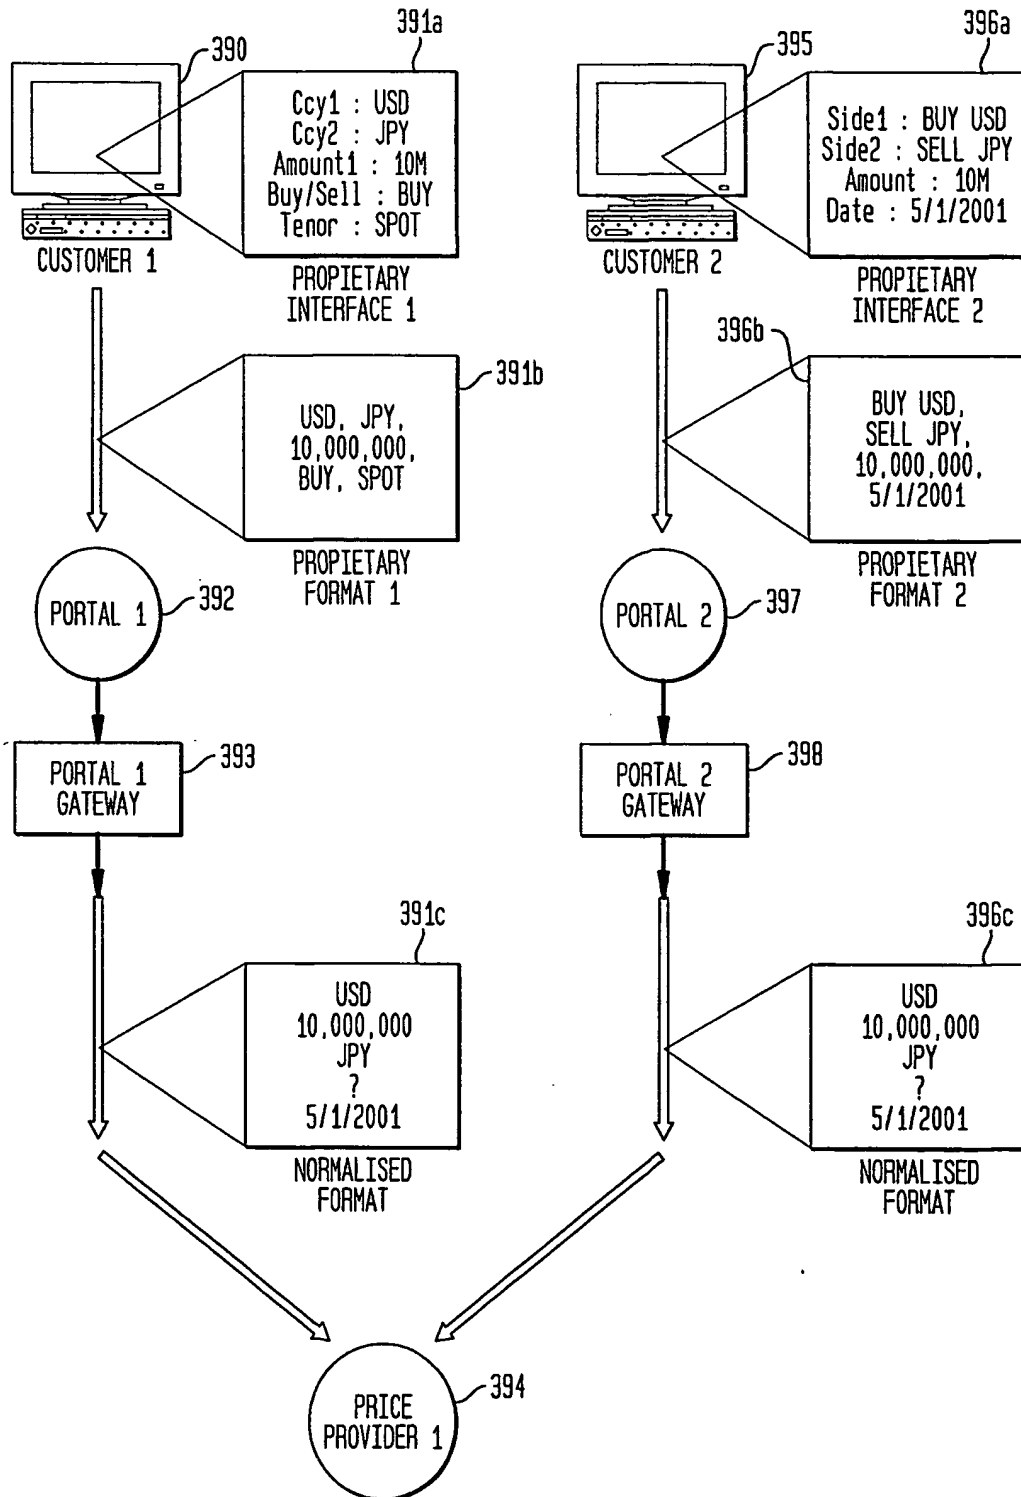 390
391a
Ccy1 : USD
Ccy2 : JPY
Amount1 : 10M
Buy/Sell : BUY
Tenor : SPOT
CUSTOMER 1
PROPIETARY
INTERFACE 1
395
396a
Side1 : BUY USD
Side2 : SELL JPY
Amount : 10M
Date : 5/1/2001
CUSTOMER 2
PROPIETARY
INTERFACE 2
391b
USD, JPY,
10,000,000,
BUY, SPOT
PROPIETARY
FORMAT 1
396b
BUY USD,
SELL JPY,
10,000,000,
5/1/2001
PROPIETARY
FORMAT 2
PORTAL 1
392
PORTAL 2
397
PORTAL 1
GATEWAY
393
PORTAL 2
GATEWAY
398
391c
USD
10,000,000
JPY
?
5/1/2001
NORMALISED
FORMAT
396c
USD
10,000,000
JPY
?
5/1/2001
NORMALISED
FORMAT
PRICE
PROVIDER 1
394